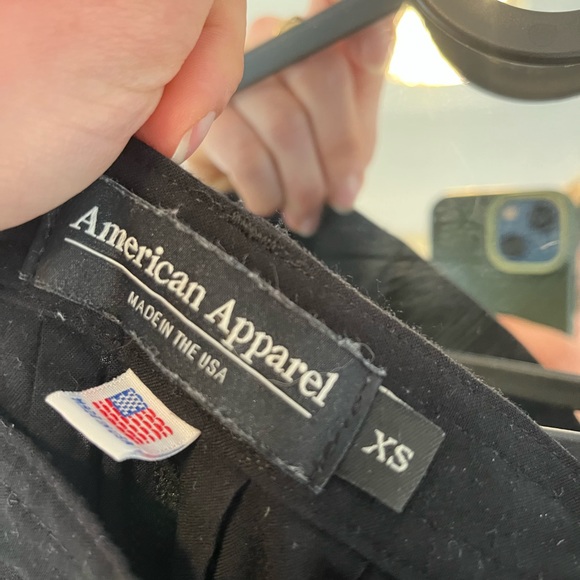 American Apparel
MADE IN THE USA
XS